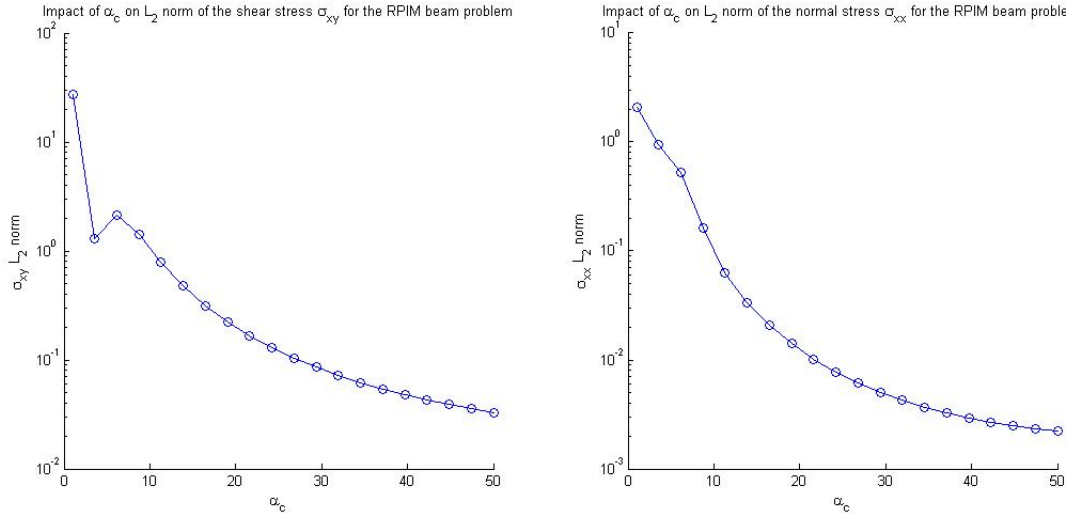 Impact of α_c on L_2 norm of the shear stress σ_xy for the RPIM beam problem
10^2
10^1
10^0
10^-1
10^-2
σ_xy L_2 norm
0 10 20 30 40 50
α_c
Impact of α_c on L_2 norm of the normal stress σ_xx for the RPIM beam proble
10^1
10^0
10^-1
10^-2
10^-3
σ_xx L_2 norm
0 10 20 30 40 50
α_c